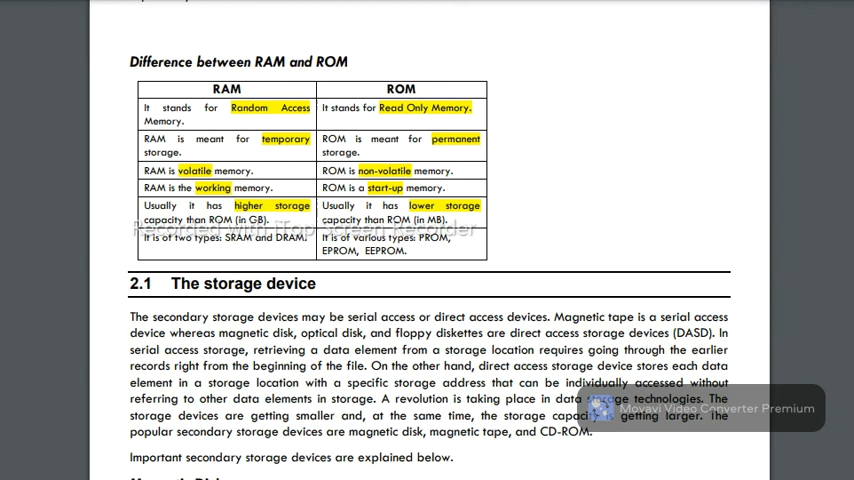 Difference between RAM and ROM
RAM ROM
It stands for Random Access It stands for Read Only Memory.
Memory.
RAM is meant for temporary ROM is meant for permanent
storage. storage.
RAM is volatile memory. ROM is non-volatile memory.
RAM is the working memory. ROM is a start-up memory.
Usually it has higher storage Usually it has lower storage
capacity than ROM (in GB). capacity than ROM (in MB).
Recorded with iTop Screen Recorder
It is of two types: SRAM and DRAM. It is of various types: PROM,
EPROM, EEPROM.
2.1 The storage device
The secondary storage devices may be serial access or direct access devices. Magnetic tape is a serial access
device whereas magnetic disk, optical disk, and floppy diskettes are direct access storage devices (DASD). In
serial access storage, retrieving a data element from a storage location requires going through the earlier
records right from the beginning of the file. On the other hand, direct access storage device stores each data
element in a storage location with a specific storage address that can be individually accessed without
referring to other data elements in storage. A revolution is taking place in data storage technologies. The
storage devices are getting smaller and, at the same time, the storage capacity getting larger. The
Movavi Video Converter Premium
popular secondary storage devices are magnetic disk, magnetic tape, and CD-ROM.
Important secondary storage devices are explained below.